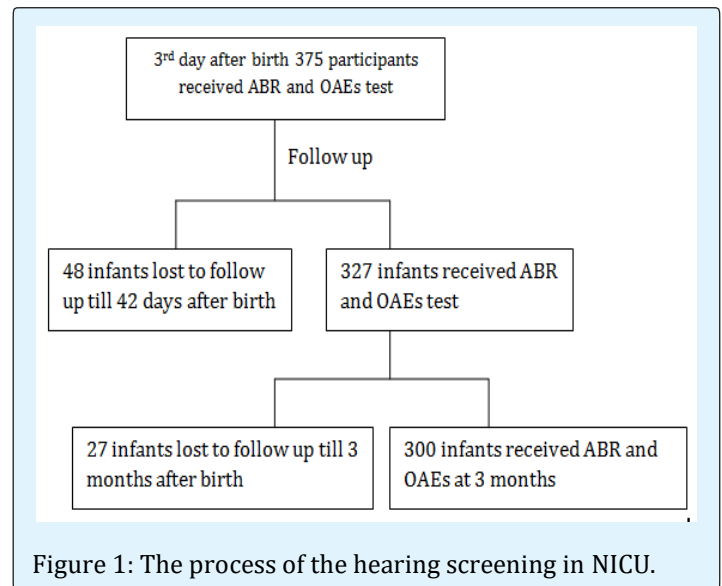 3rd day after birth 375 participants
received ABR and OAEs test
Follow up
48 infants lost to follow
up till 42 days after birth
327 infants received ABR
and OAEs test
27 infants lost to follow up till 3
months after birth
300 infants received ABR and
OAEs at 3 months
Figure 1: The process of the hearing screening in NICU.